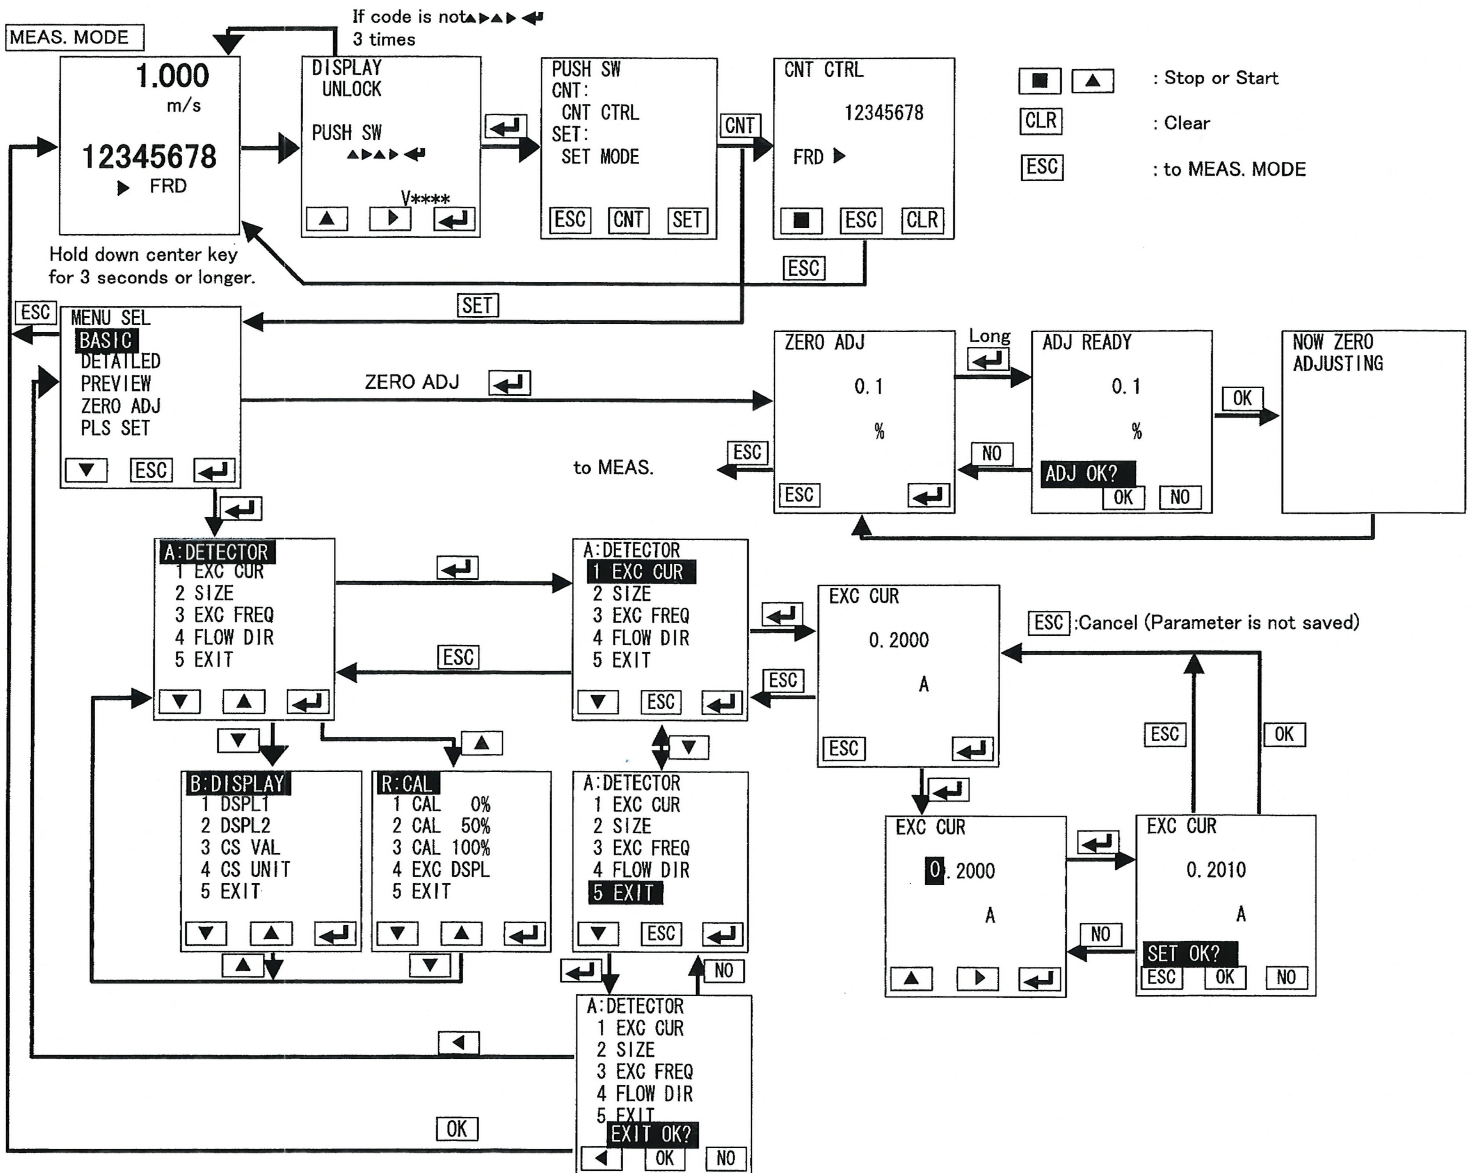 If code is not▲▶▲▶ ↵
3 times
MEAS. MODE
1.000
m/s
12345678
▶ FRD
Hold down center key
for 3 seconds or longer.
DISPLAY
UNLOCK
PUSH SW
▲▶▲▶↵
V****
▲ ▶ ↵
↵
PUSH SW
CNT:
CNT CTRL
SET:
SET MODE
ESC CNT SET
CNT
CNT CTRL
12345678
FRD ▶
■ ESC CLR
■ ▲ : Stop or Start
CLR : Clear
ESC : to MEAS. MODE
ESC
SET
ESC
MENU SEL
BASIC
DETAILED
PREVIEW
ZERO ADJ
PLS SET
▼ ESC ↵
ZERO ADJ ↵
ZERO ADJ
0.1
%
ESC ↵
Long
↵
ADJ READY
0.1
%
ADJ OK?
OK NO
OK
NOW ZERO
ADJUSTING
to MEAS.
ESC
NO
↵
A:DETECTOR
1 EXC CUR
2 SIZE
3 EXC FREQ
4 FLOW DIR
5 EXIT
▼ ▲ ↵
↵
ESC
A:DETECTOR
1 EXC CUR
2 SIZE
3 EXC FREQ
4 FLOW DIR
5 EXIT
▼ ESC ↵
↵
ESC
EXC CUR
0.2000
A
ESC ↵
ESC :Cancel (Parameter is not saved)
ESC
OK
▼
▲
▼
↵
B:DISPLAY
1 DSPL1
2 DSPL2
3 CS VAL
4 CS UNIT
5 EXIT
▼ ▲ ↵
R:CAL
1 CAL 0%
2 CAL 50%
3 CAL 100%
4 EXC DSPL
5 EXIT
▼ ▲ ↵
A:DETECTOR
1 EXC CUR
2 SIZE
3 EXC FREQ
4 FLOW DIR
5 EXIT
▼ ESC ↵
EXC CUR
0.2000
A
▲ ▶ ↵
↵
NO
EXC CUR
0.2010
A
SET OK?
ESC OK NO
▲
▼
↵
NO
A:DETECTOR
1 EXC CUR
2 SIZE
3 EXC FREQ
4 FLOW DIR
5 EXIT
EXIT OK?
◀ OK NO
◀
OK